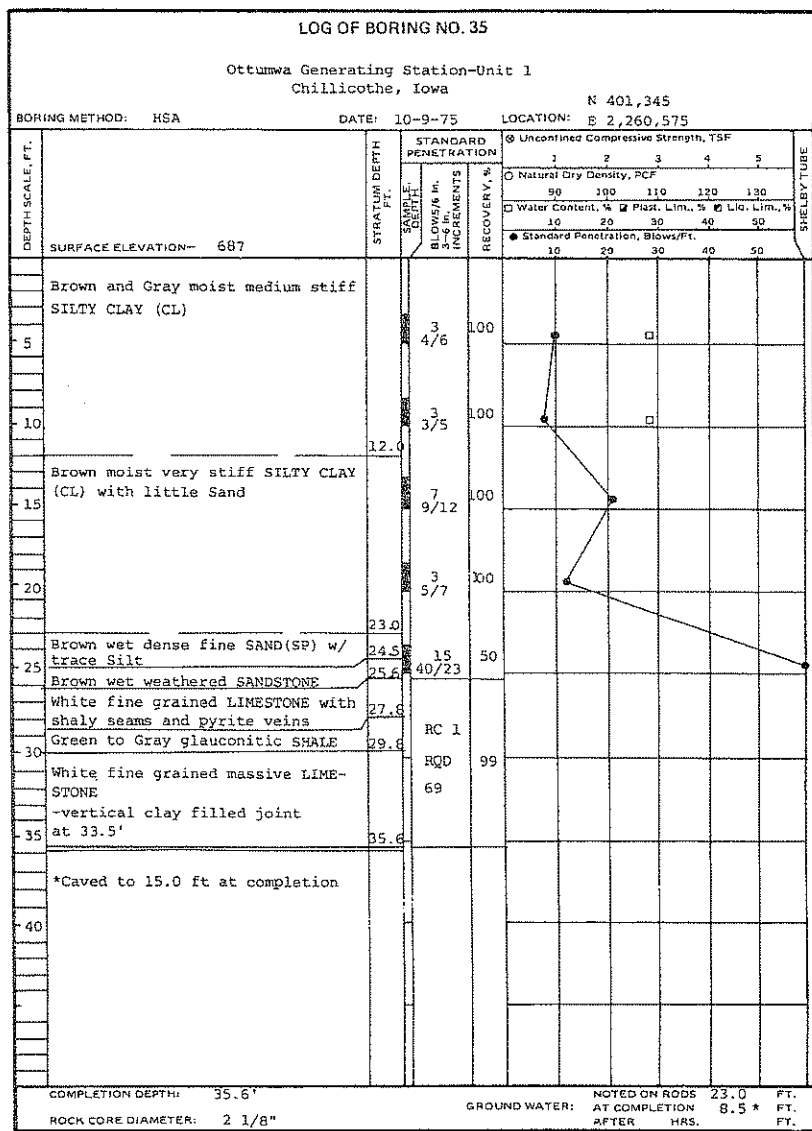 LOG OF BORING NO. 35
Ottumwa Generating Station-Unit 1
Chillicothe, Iowa
N 401,345
BORING METHOD: HSA DATE: 10-9-75 LOCATION: E 2,260,575
DEPTH SCALE, FT.
SURFACE ELEVATION— 687
STRATUM DEPTH FT.
STANDARD PENETRATION
SAMPLE DEPTH
BLOWS/6 In. 3-6 in. INCREMENTS
RECOVERY, %
⊗ Unconfined Compressive Strength, TSF
1 2 3 4 5
○ Natural Dry Density, PCF
90 100 110 120 130
□ Water Content, % Plast. Lim., % Liq. Lim., %
10 20 30 40 50
● Standard Penetration, Blows/Ft.
10 20 30 40 50
SHELBY TUBE
Brown and Gray moist medium stiff
SILTY CLAY (CL)
3
4/6 100
5
3
3/5 100
10
12.0
Brown moist very stiff SILTY CLAY
(CL) with little Sand
7
9/12 100
15
3
5/7 100
20
23.0
Brown wet dense fine SAND(SP) w/
trace Silt 24.5
15
40/23 50
25
Brown wet weathered SANDSTONE 25.6
White fine grained LIMESTONE with
shaly seams and pyrite veins 27.8
Green to Gray glauconitic SHALE 29.8
RC 1
RQD 99
69
30
White fine grained massive LIME-
STONE
-vertical clay filled joint
at 33.5'
35 35.6
*Caved to 15.0 ft at completion
40
COMPLETION DEPTH: 35.6'
ROCK CORE DIAMETER: 2 1/8"
GROUND WATER: NOTED ON RODS 23.0 FT.
AT COMPLETION 8.5 * FT.
AFTER HRS. FT.